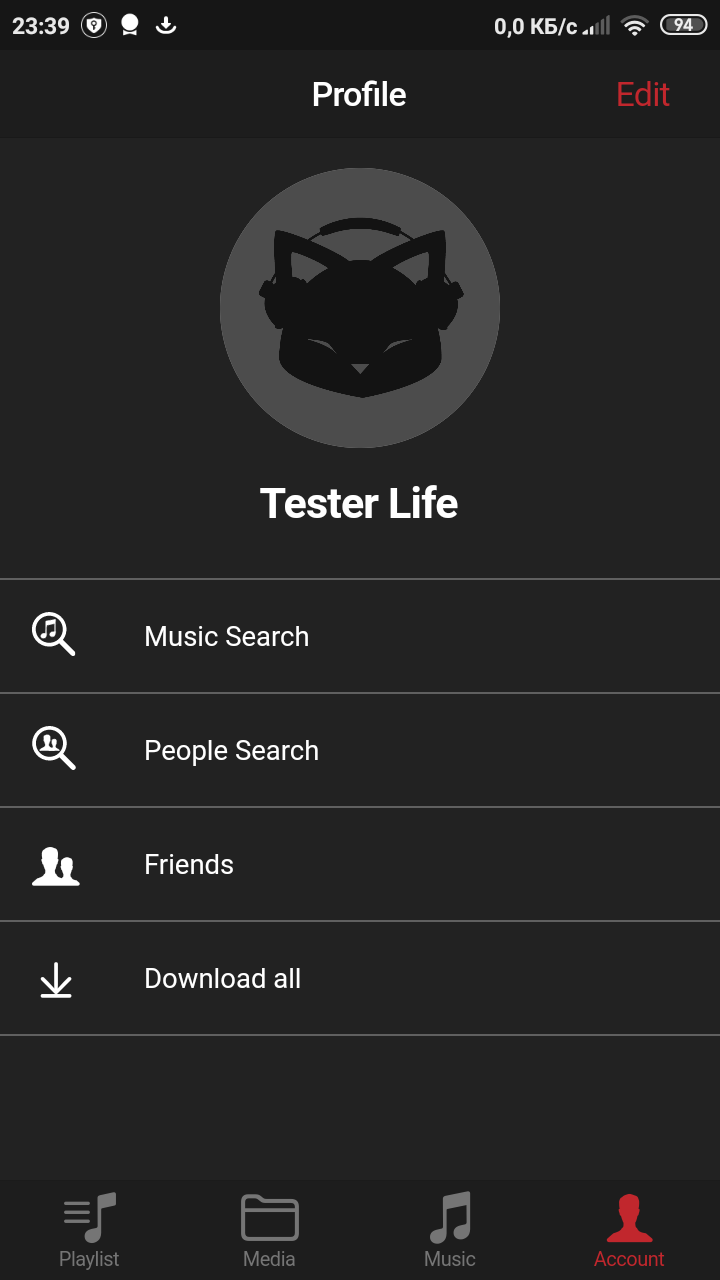 23:39 0,0 КБ/с 94
Profile Edit
Tester Life
Music Search
People Search
Friends
Download all
Playlist Media Music Account